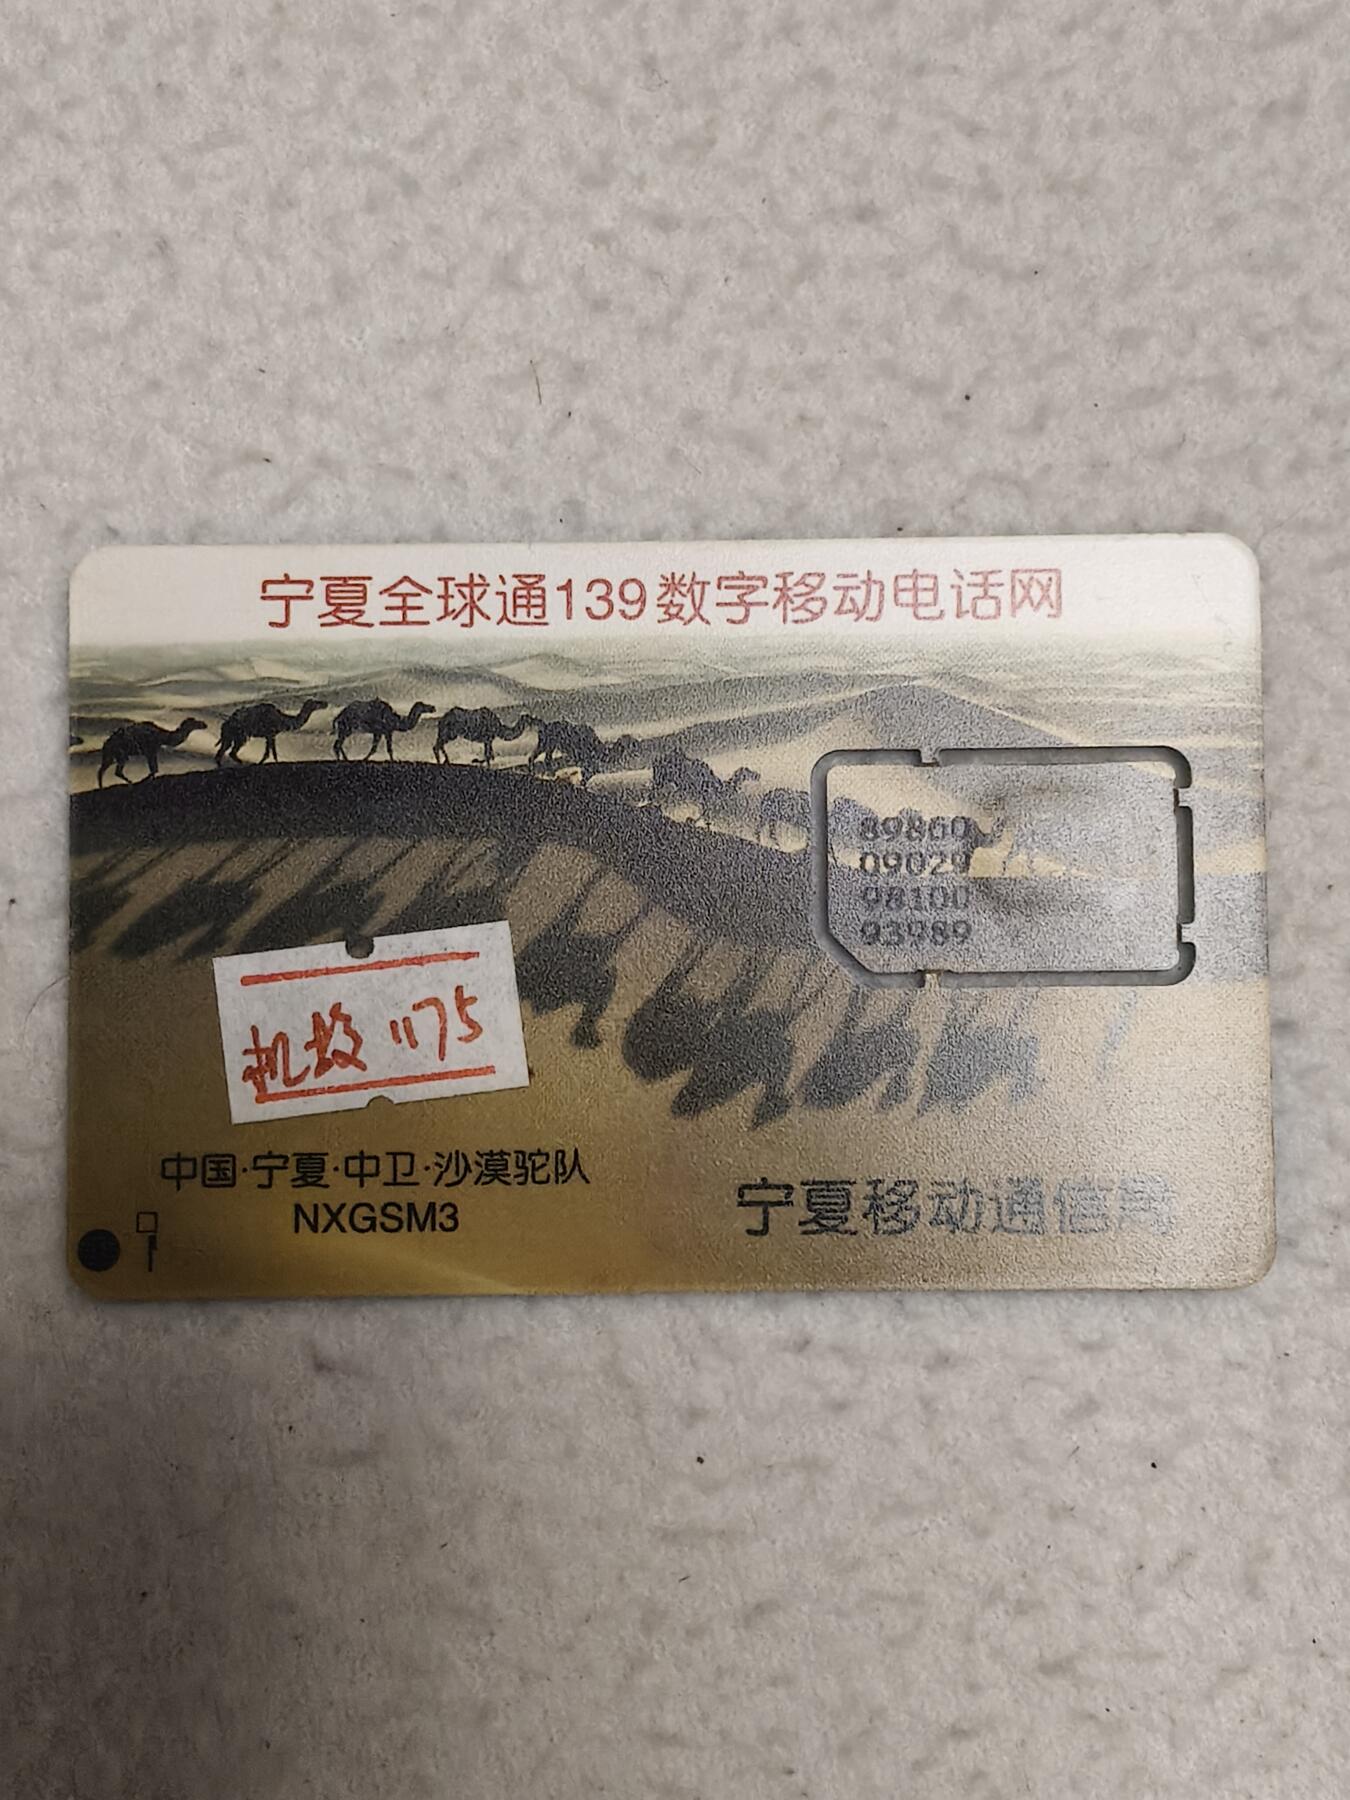 宁夏全球通139数字移动电话网
89860
09029
98100
93989
机故 1175
中国·宁夏·中卫·沙漠驼队
NXGSM3
宁夏移动通信局